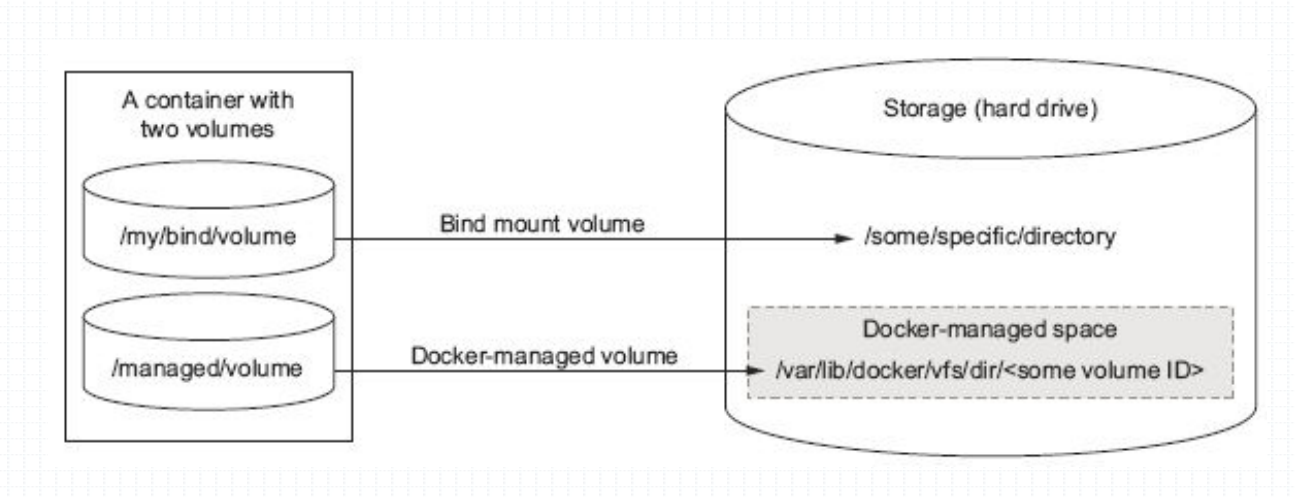 A container with
two volumes
/my/bind/volume
/managed/volume
Bind mount volume
Docker-managed volume
Storage (hard drive)
/some/specific/directory
Docker-managed space
/var/lib/docker/vfs/dir/<some volume ID>